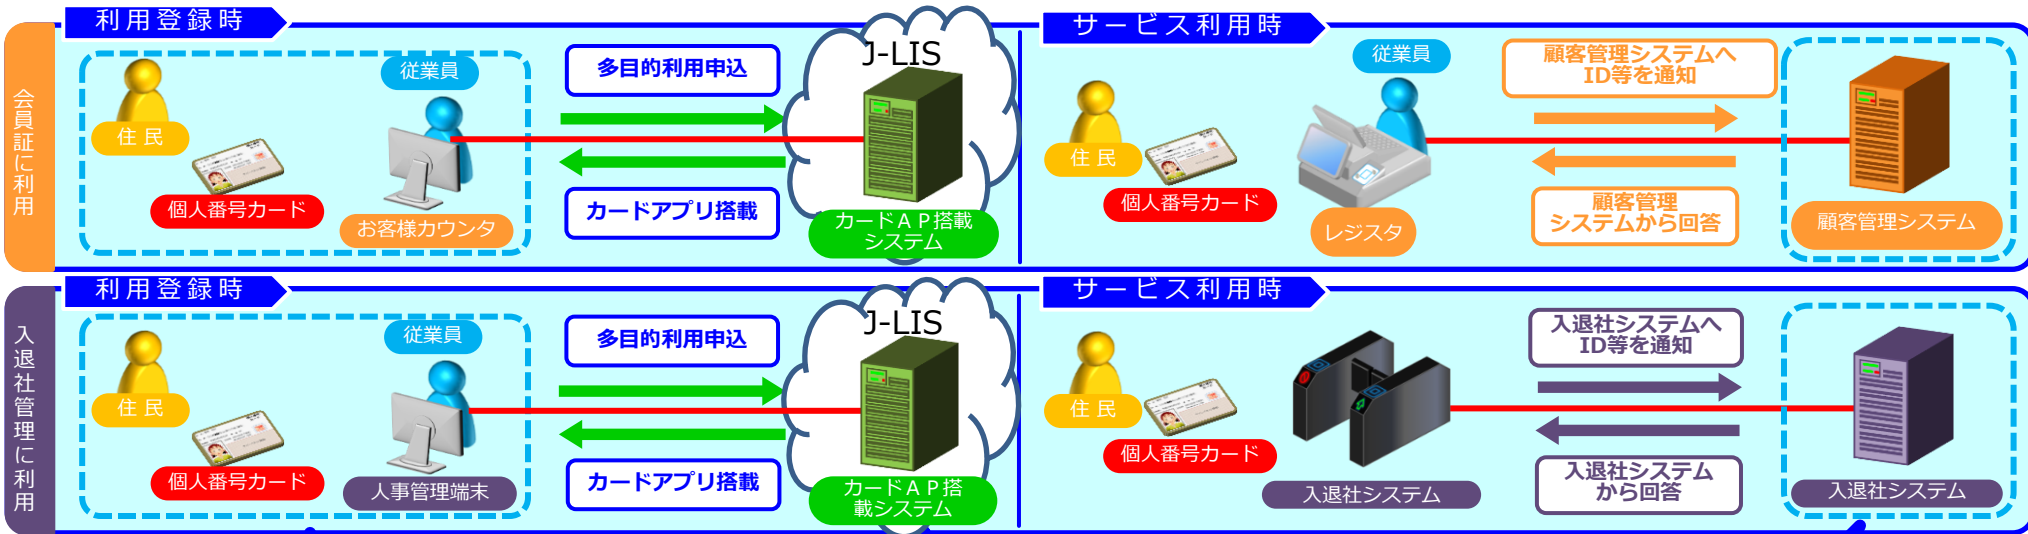 会員証に利用
利用登録時
住民
個人番号カード
従業員
お客様カウンタ
多目的利用申込
カードアプリ搭載
J-LIS
カードAP搭載
システム
サービス利用時
住民
個人番号カード
従業員
レジスタ
顧客管理システムへ
ID等を通知
顧客管理
システムから回答
顧客管理システム
入退社管理に利用
利用登録時
住民
個人番号カード
従業員
人事管理端末
多目的利用申込
カードアプリ搭載
J-LIS
カードAP搭
載システム
サービス利用時
住民
個人番号カード
入退社システム
入退社システムへ
ID等を通知
入退社システム
から回答
入退社システム